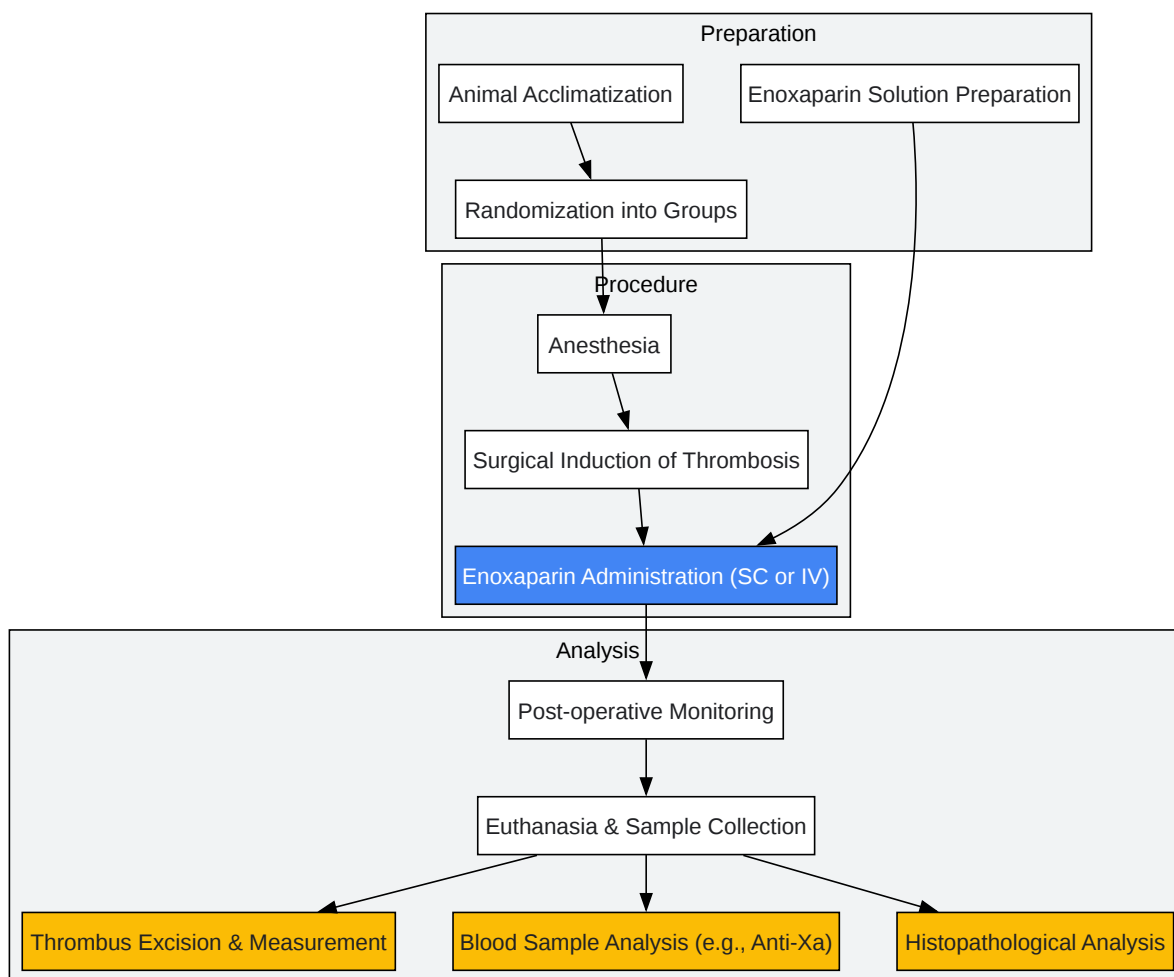 Preparation
Animal Acclimatization
Enoxaparin Solution Preparation
Randomization into Groups
Procedure
Anesthesia
Surgical Induction of Thrombosis
Enoxaparin Administration (SC or IV)
Analysis
Post-operative Monitoring
Euthanasia & Sample Collection
Thrombus Excision & Measurement
Blood Sample Analysis (e.g., Anti-Xa)
Histopathological Analysis